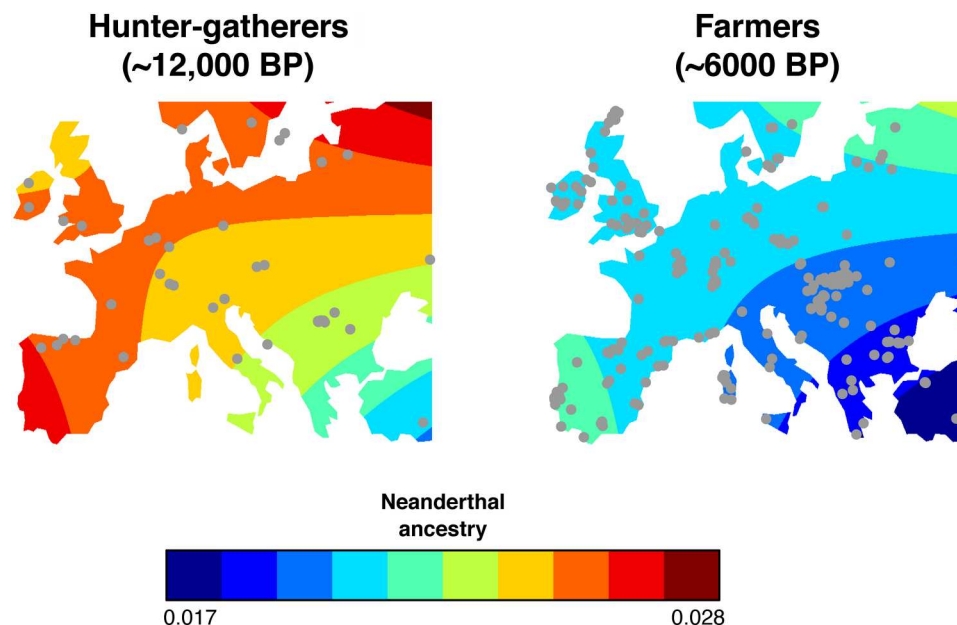 Hunter-gatherers
(~12,000 BP)
Farmers
(~6000 BP)
Neanderthal
ancestry
0.017
0.028